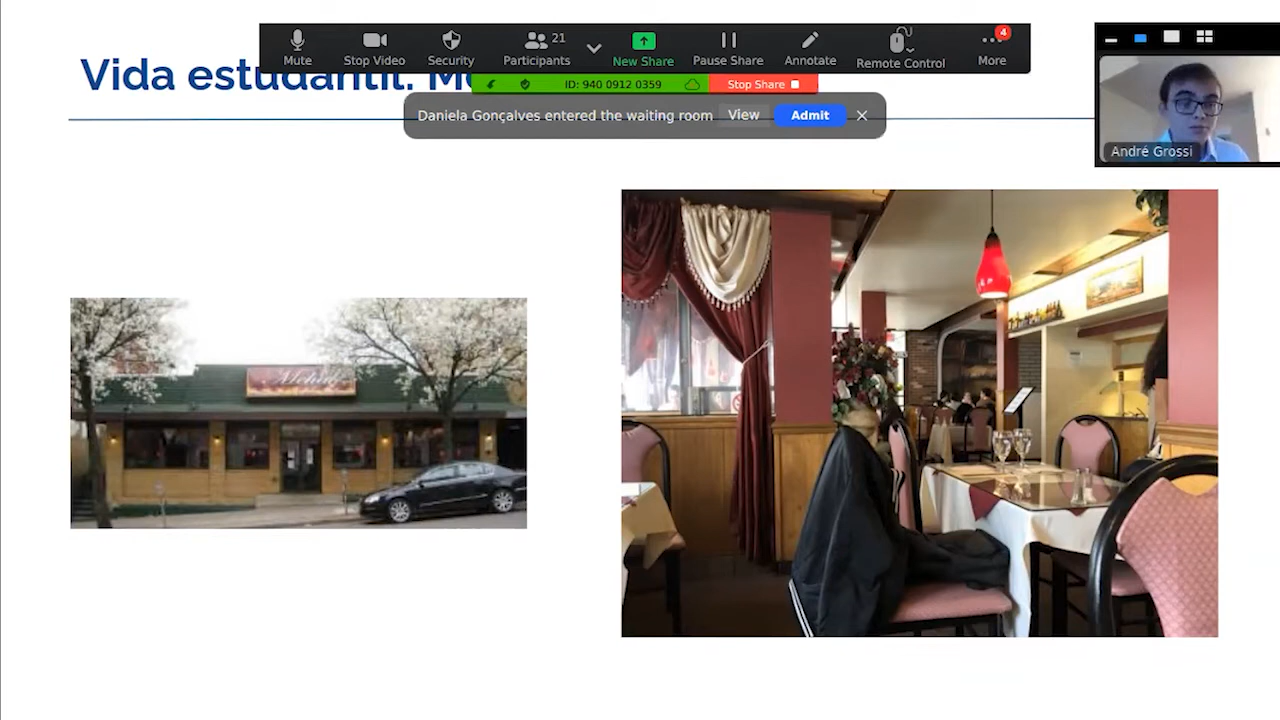 21
4
Mute
Stop Video
Security
Participants
New Share
Pause Share
Annotate
Remote Control
More
Vida estudantil:
ID: 940 0912 0359
Stop Share
Daniela Gonçalves entered the waiting room
View
Admit
André Grossi